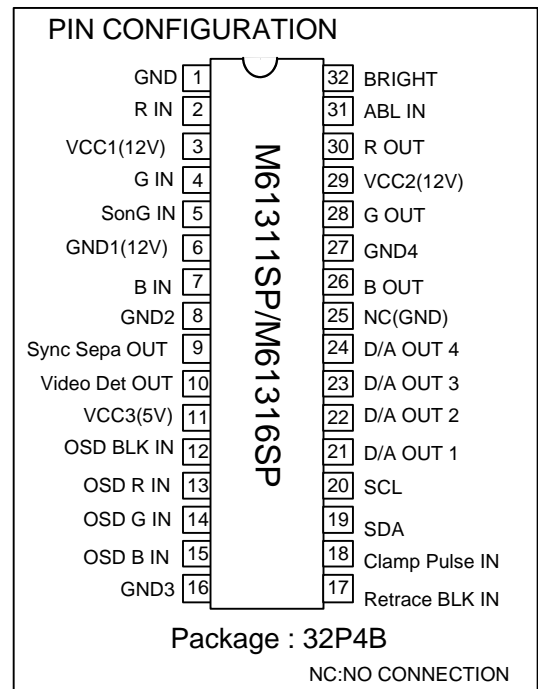 PIN CONFIGURATION
GND 1 32 BRIGHT
R IN 2 31 ABL IN
VCC1(12V) 3 30 R OUT
G IN 4 29 VCC2(12V)
SonG IN 5 28 G OUT
GND1(12V) 6 27 GND4
B IN 7 26 B OUT
GND2 8 25 NC(GND)
Sync Sepa OUT 9 24 D/A OUT 4
Video Det OUT 10 23 D/A OUT 3
VCC3(5V) 11 22 D/A OUT 2
OSD BLK IN 12 21 D/A OUT 1
OSD R IN 13 20 SCL
OSD G IN 14 19 SDA
OSD B IN 15 18 Clamp Pulse IN
GND3 16 17 Retrace BLK IN
M61311SP/M61316SP
Package : 32P4B
NC:NO CONNECTION